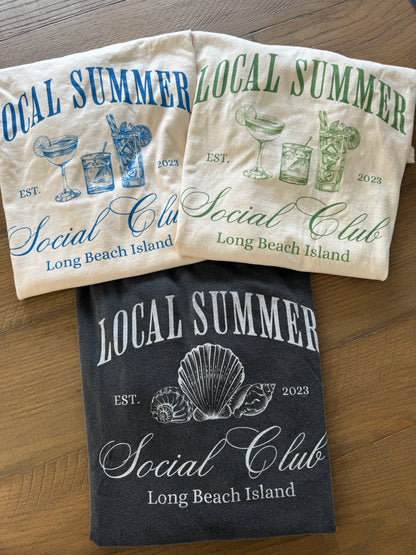 LOCAL SUMMER
EST. 2023
Social Club
Long Beach Island
LOCAL SUMMER
EST. 2023
Social Club
Long Beach Island
LOCAL SUMMER
EST. 2023
Social Club
Long Beach Island